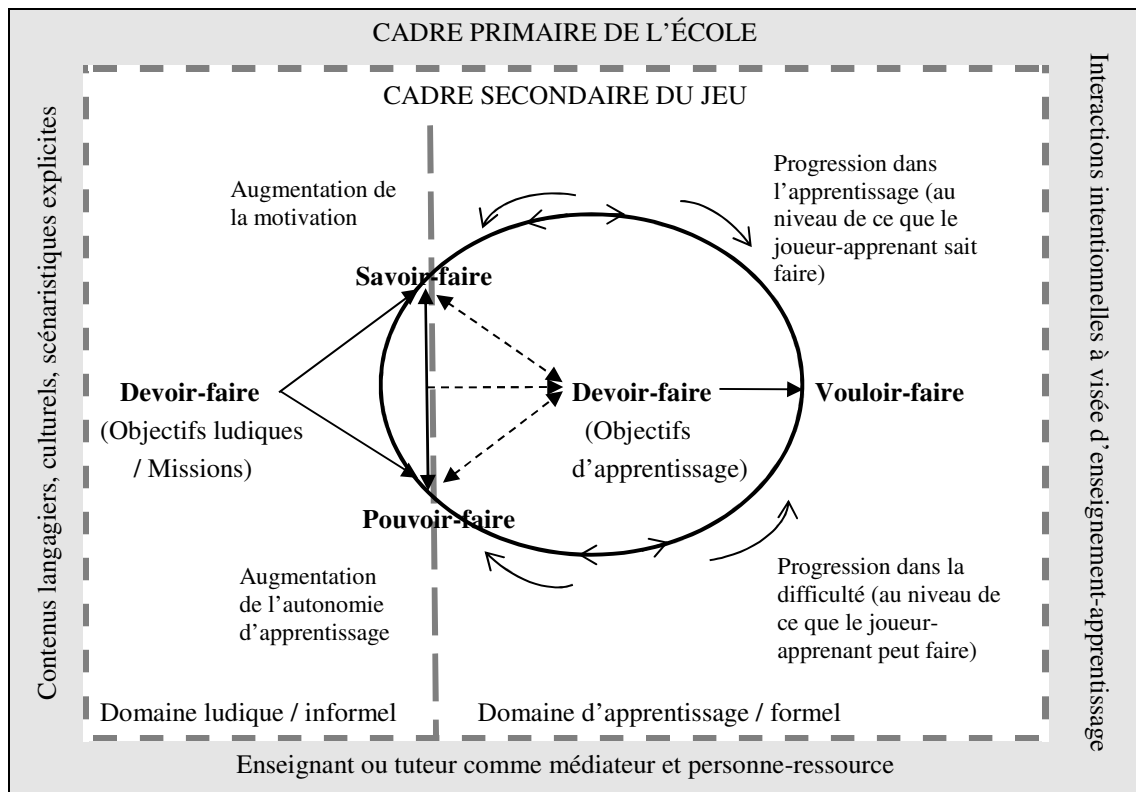 CADRE PRIMAIRE DE L'ÉCOLE
CADRE SECONDAIRE DU JEU
Contenus langagiers, culturels, scénaristiques explicites
Interactions intentionnelles à visée d'enseignement-apprentissage
Augmentation de
la motivation
Progression dans
l'apprentissage (au
niveau de ce que le
joueur-apprenant sait
faire)
Savoir-faire
Devoir-faire
(Objectifs ludiques
/ Missions)
Devoir-faire
(Objectifs
d'apprentissage)
Vouloir-faire
Pouvoir-faire
Augmentation
de l'autonomie
d'apprentissage
Progression dans la
difficulté (au niveau de
ce que le joueur-
apprenant peut faire)
Domaine ludique / informel
Domaine d'apprentissage / formel
Enseignant ou tuteur comme médiateur et personne-ressource